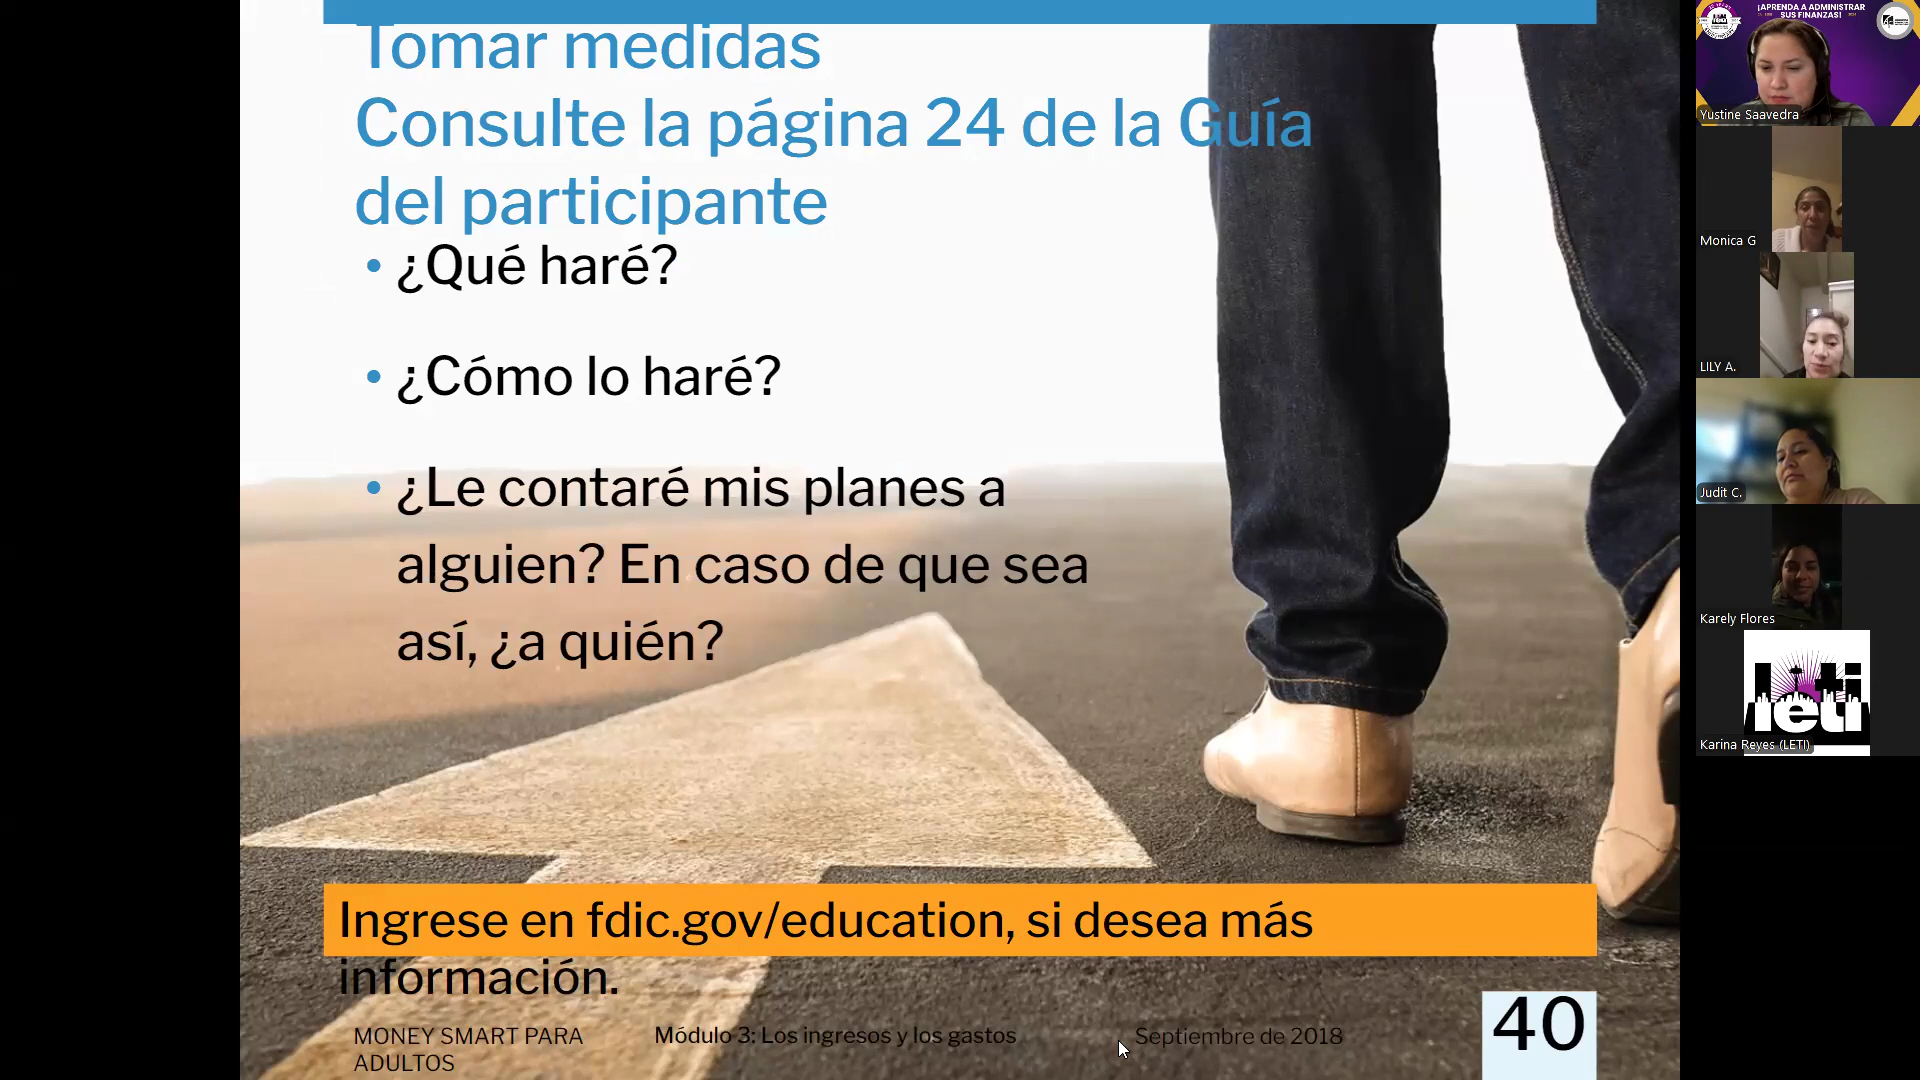 Tomar medidas
Consulte la página 24 de la Guía
del participante
• ¿Qué haré?
• ¿Cómo lo haré?
• ¿Le contaré mis planes a
alguien? En caso de que sea
así, ¿a quién?
Ingrese en fdic.gov/education, si desea más
información.
MONEY SMART PARA
ADULTOS
Módulo 3: Los ingresos y los gastos
Septiembre de 2018
40
¡APRENDA A ADMINISTRAR
SUS FINANZAS!
Yustine Saavedra
Monica G
LILY A.
Judit C.
Karely Flores
leti
Karina Reyes (LETI)